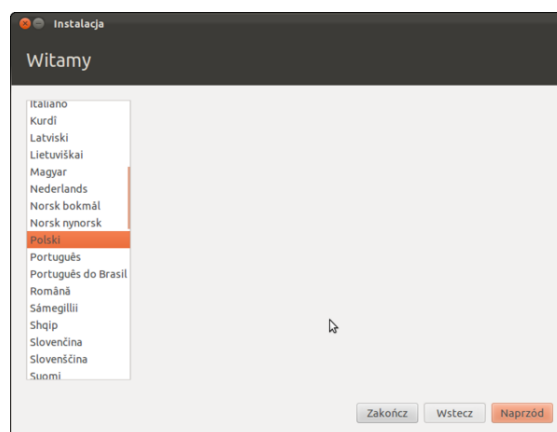 Instalacja
Witamy
Italiano
Kurdî
Latviski
Lietuviškai
Magyar
Nederlands
Norsk bokmål
Norsk nynorsk
Polski
Português
Português do Brasil
Română
Sámegillii
Shqip
Slovenčina
Slovenščina
Suomi
Zakończ Wstecz Naprzód